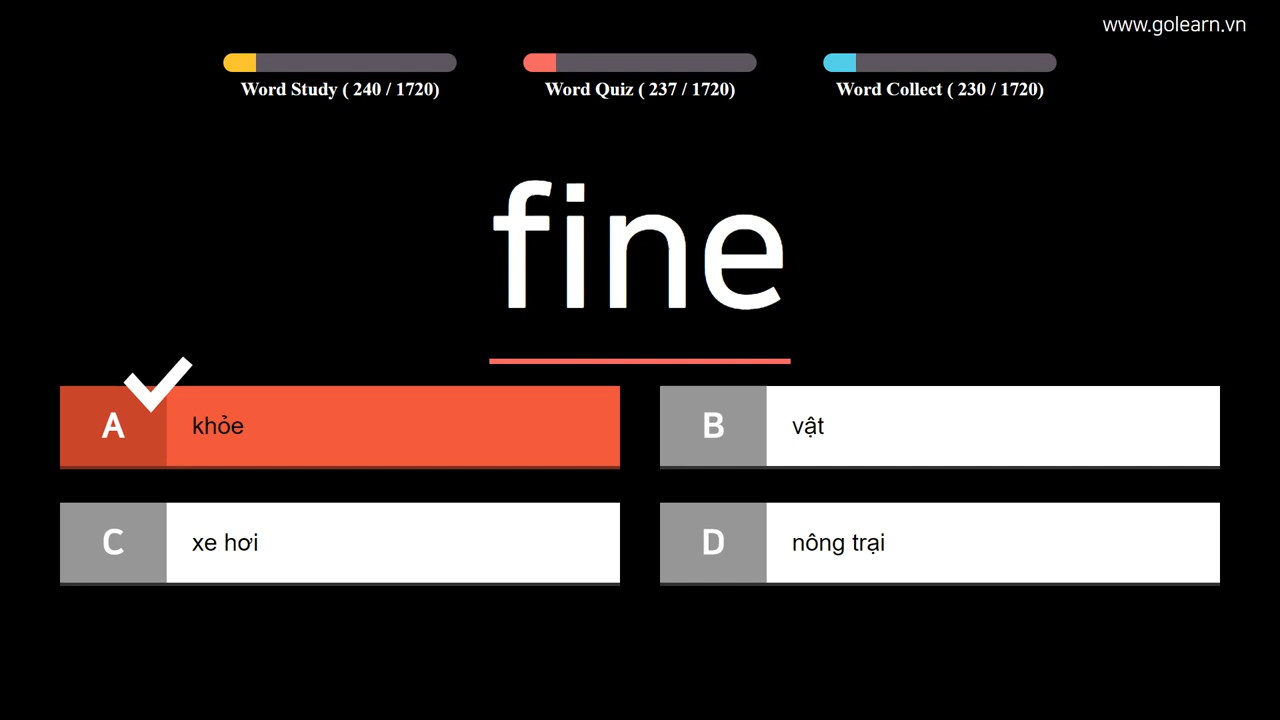 www.golearn.vn
Word Study ( 240 / 1720)
Word Quiz ( 237 / 1720)
Word Collect ( 230 / 1720)
fine
A khỏe
B vật
C xe hơi
D nông trại